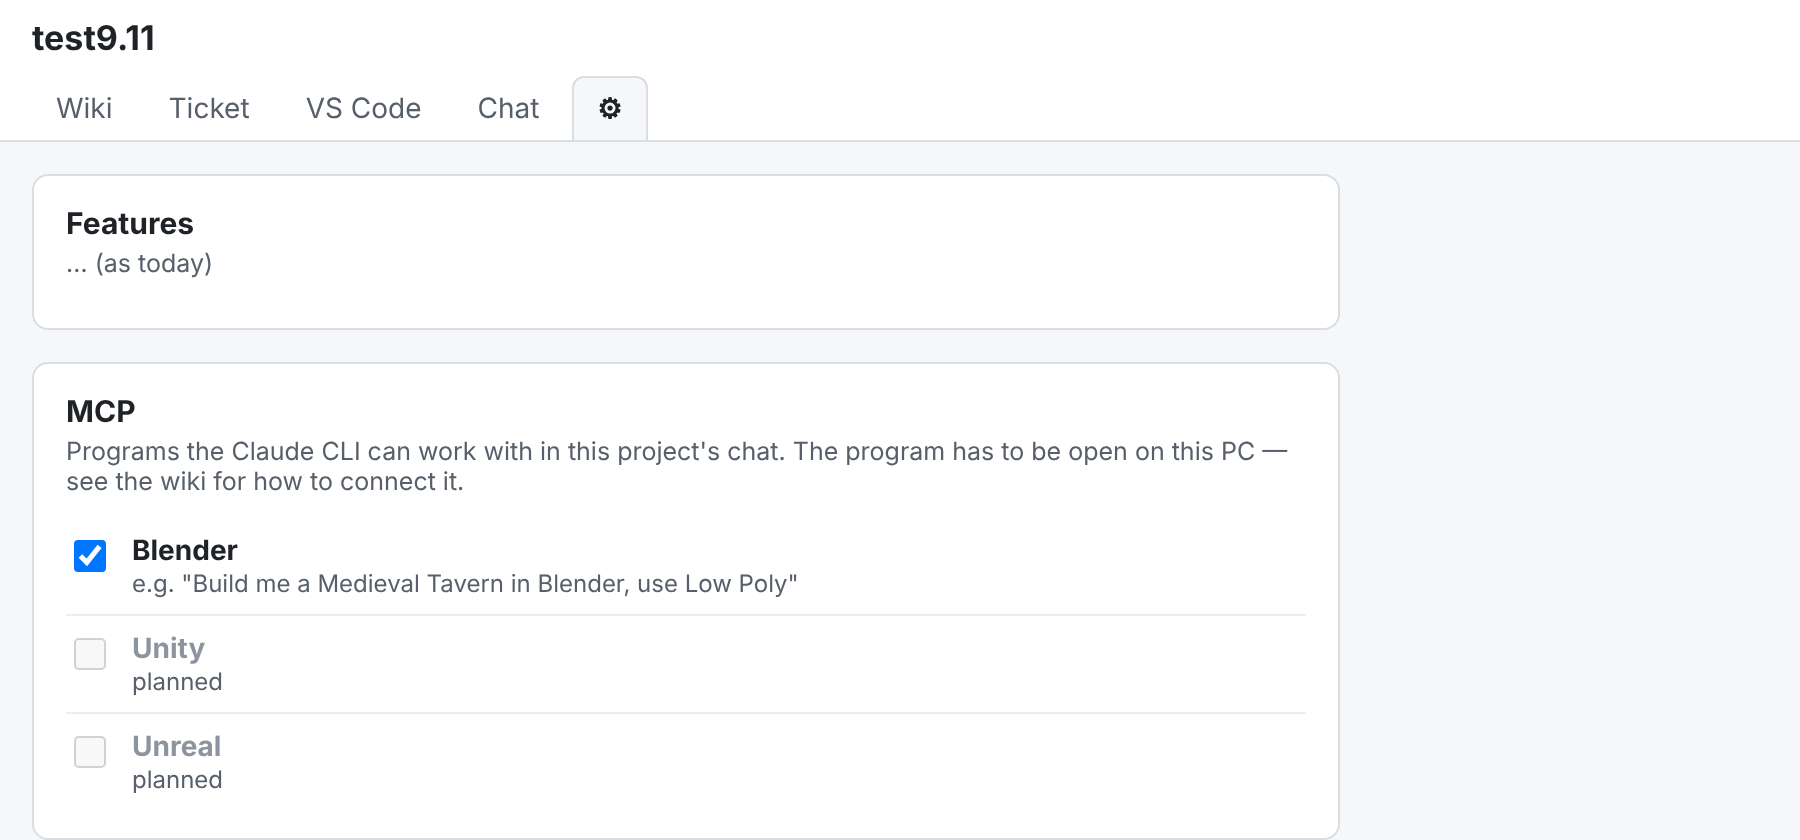 test9.11
Wiki
Ticket
VS Code
Chat
Features
... (as today)
MCP
Programs the Claude CLI can work with in this project's chat. The program has to be open on this PC —
see the wiki for how to connect it.
Blender
e.g. "Build me a Medieval Tavern in Blender, use Low Poly"
Unity
planned
Unreal
planned